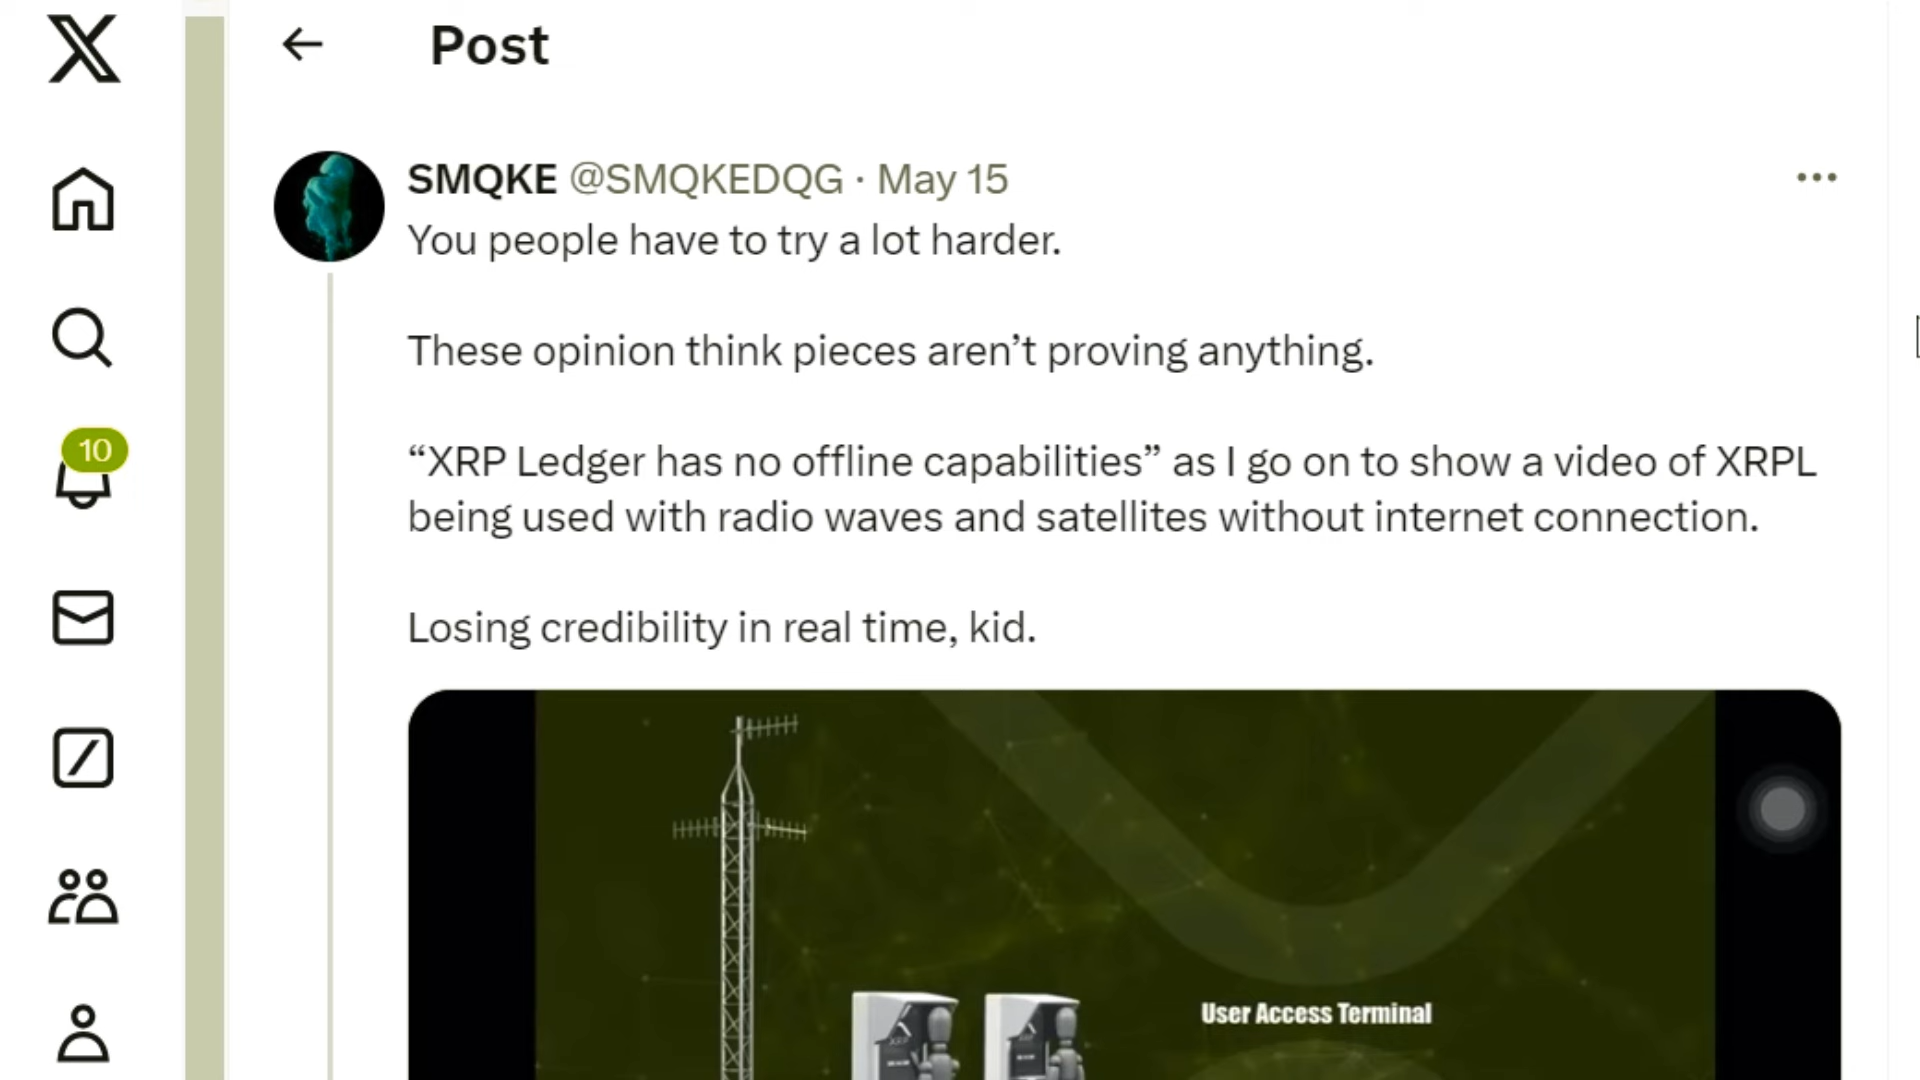 Post
SMQKE @SMQKEDQG · May 15
You people have to try a lot harder.
These opinion think pieces aren’t proving anything.
“XRP Ledger has no offline capabilities” as I go on to show a video of XRPL
being used with radio waves and satellites without internet connection.
Losing credibility in real time, kid.
10
User Access Terminal